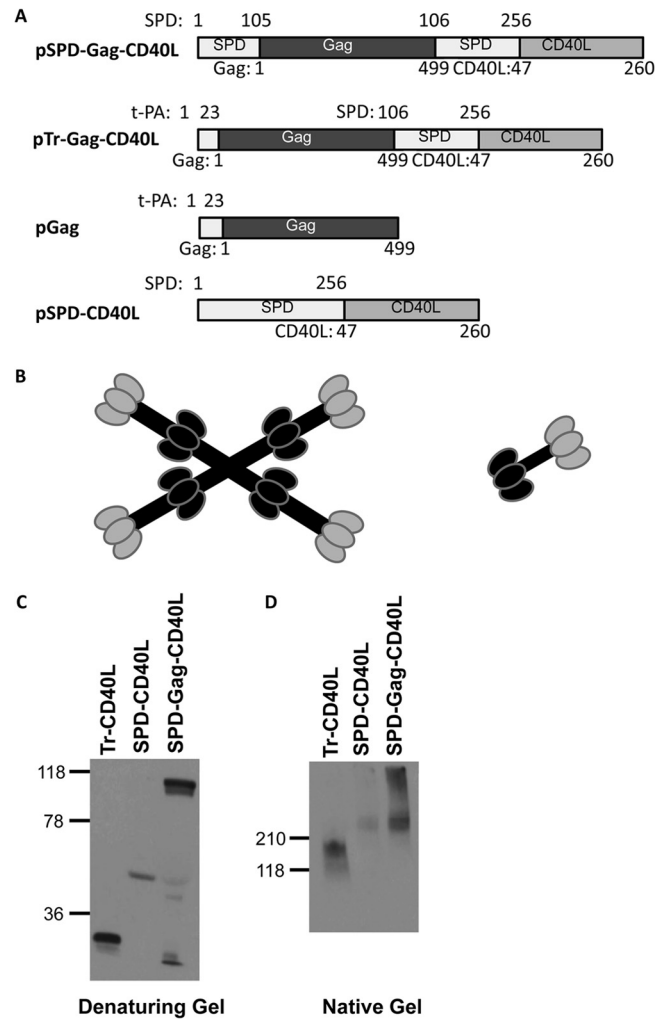 A
SPD: 1 105 106 256
pSPD-Gag-CD40L SPD Gag SPD CD40L
Gag: 1 499 CD40L:47 260
t-PA: 1 23 SPD: 106 256
pTr-Gag-CD40L Gag SPD CD40L
Gag: 1 499 CD40L:47 260
t-PA: 1 23
pGag Gag
Gag: 1 499
SPD: 1 256
pSPD-CD40L SPD CD40L
CD40L: 47 260
B
C
Tr-CD40L
SPD-CD40L
SPD-Gag-CD40L
118
78
36
Denaturing Gel
D
Tr-CD40L
SPD-CD40L
SPD-Gag-CD40L
210
118
Native Gel